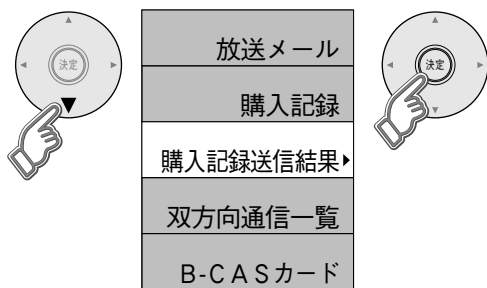 決定
放送メール
購入記録
購入記録送信結果
双方向通信一覧
B-CASカード
決定